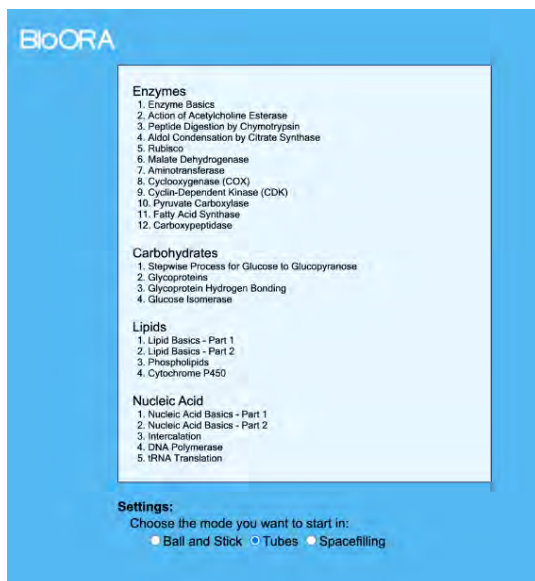 BIoORA
Enzymes
1. Enzyme Basics
2. Action of Acetylcholine Esterase
3. Peptide Digestion by Chymotrypsin
4. Aldol Condensation by Citrate Synthase
5. Rubisco
6. Malate Dehydrogenase
7. Aminotransferase
8. Cyclooxygenase (COX)
9. Cyclin-Dependent Kinase (CDK)
10. Pyruvate Carboxylase
11. Fatty Acid Synthase
12. Carboxypeptidase
Carbohydrates
1. Stepwise Process for Glucose to Glucopyranose
2. Glycoproteins
3. Glycoprotein Hydrogen Bonding
4. Glucose Isomerase
Lipids
1. Lipid Basics - Part 1
2. Lipid Basics - Part 2
3. Phospholipids
4. Cytochrome P450
Nucleic Acid
1. Nucleic Acid Basics - Part 1
2. Nucleic Acid Basics - Part 2
3. Intercalation
4. DNA Polymerase
5. tRNA Translation
Settings:
Choose the mode you want to start in:
Ball and Stick Tubes Spacefilling